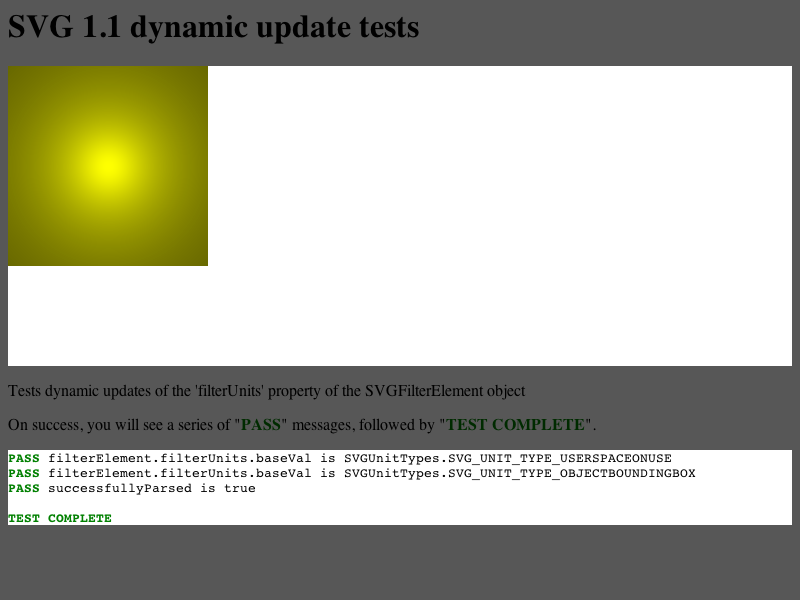 SVG 1.1 dynamic update tests
Tests dynamic updates of the 'filterUnits' property of the SVGFilterElement object
On success, you will see a series of "PASS" messages, followed by "TEST COMPLETE".
PASS filterElement.filterUnits.baseVal is SVGUnitTypes.SVG_UNIT_TYPE_USERSPACEONUSE
PASS filterElement.filterUnits.baseVal is SVGUnitTypes.SVG_UNIT_TYPE_OBJECTBOUNDINGBOX
PASS successfullyParsed is true
TEST COMPLETE